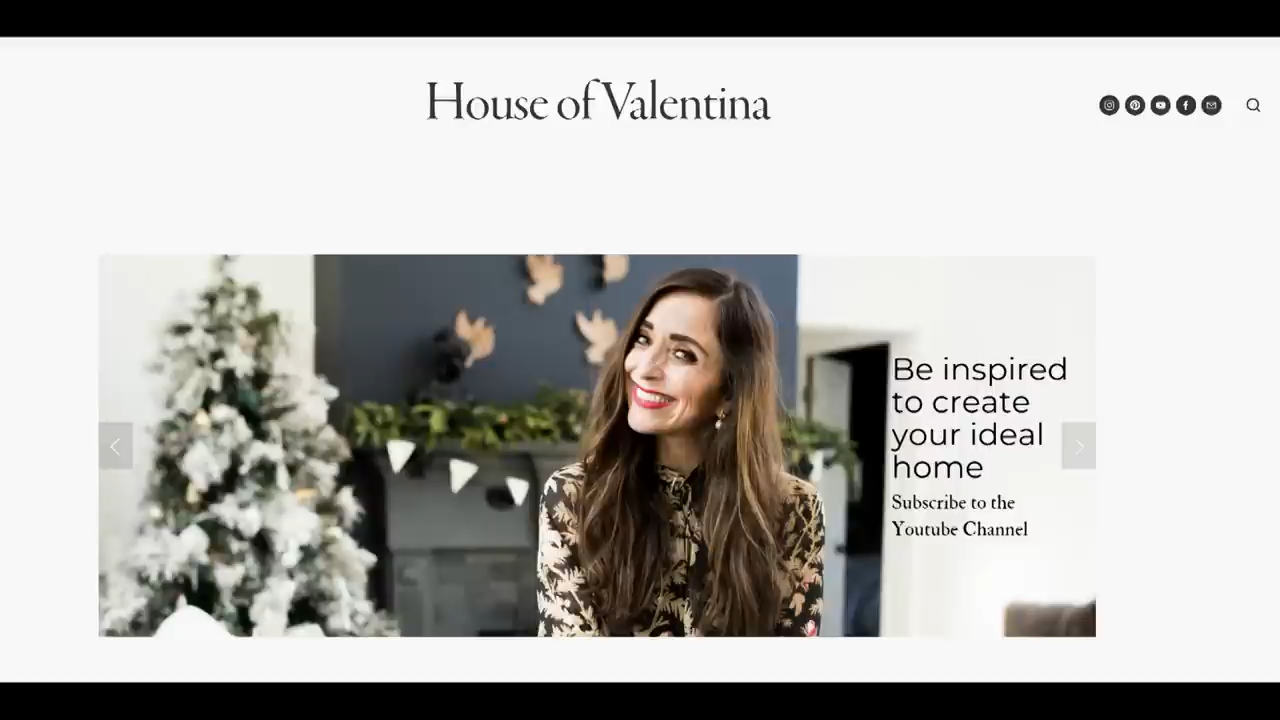 House of Valentina
Be inspired
to create
your ideal
home
Subscribe to the
Youtube Channel